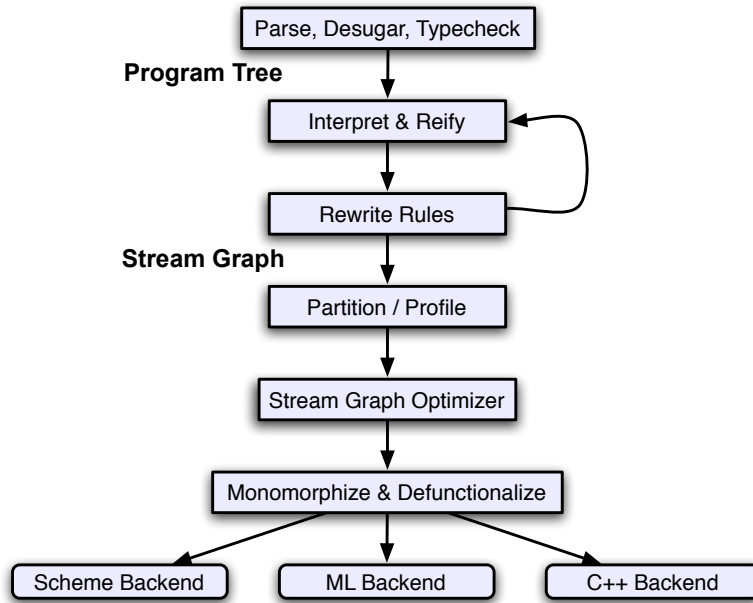 Parse, Desugar, Typecheck
Program Tree
Interpret & Reify
Rewrite Rules
Stream Graph
Partition / Profile
Stream Graph Optimizer
Monomorphize & Defunctionalize
Scheme Backend
ML Backend
C++ Backend